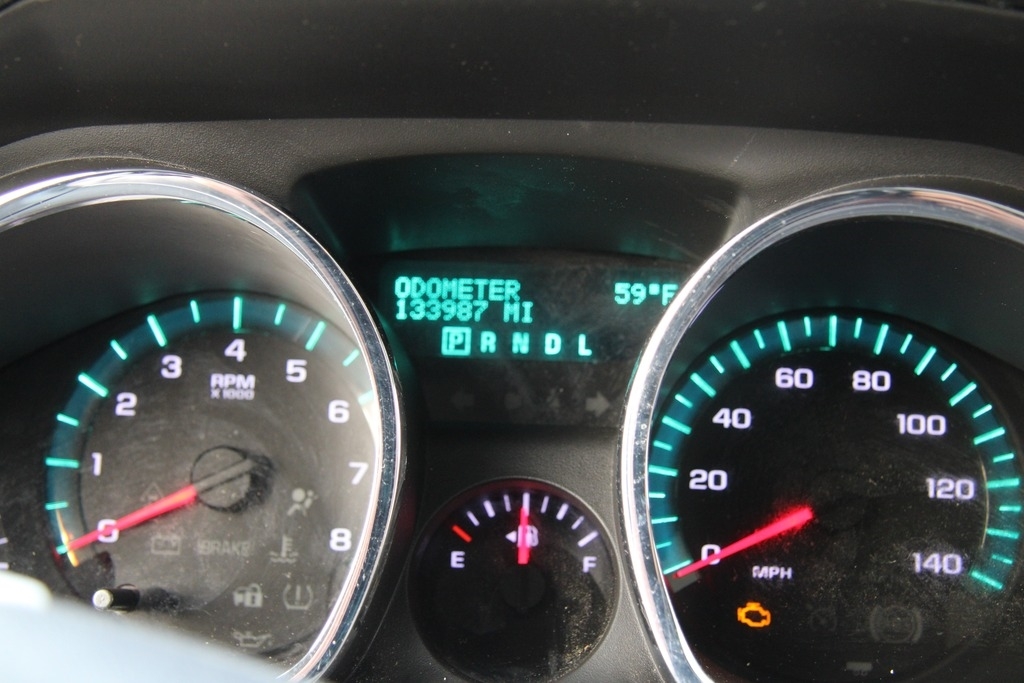 ODOMETER 59°F
133987 MI
P R N D L
0 1 2 3 4 5 6 7 8
RPM
X1000
BRAKE
E F
0 20 40 60 80 100 120 140
MPH